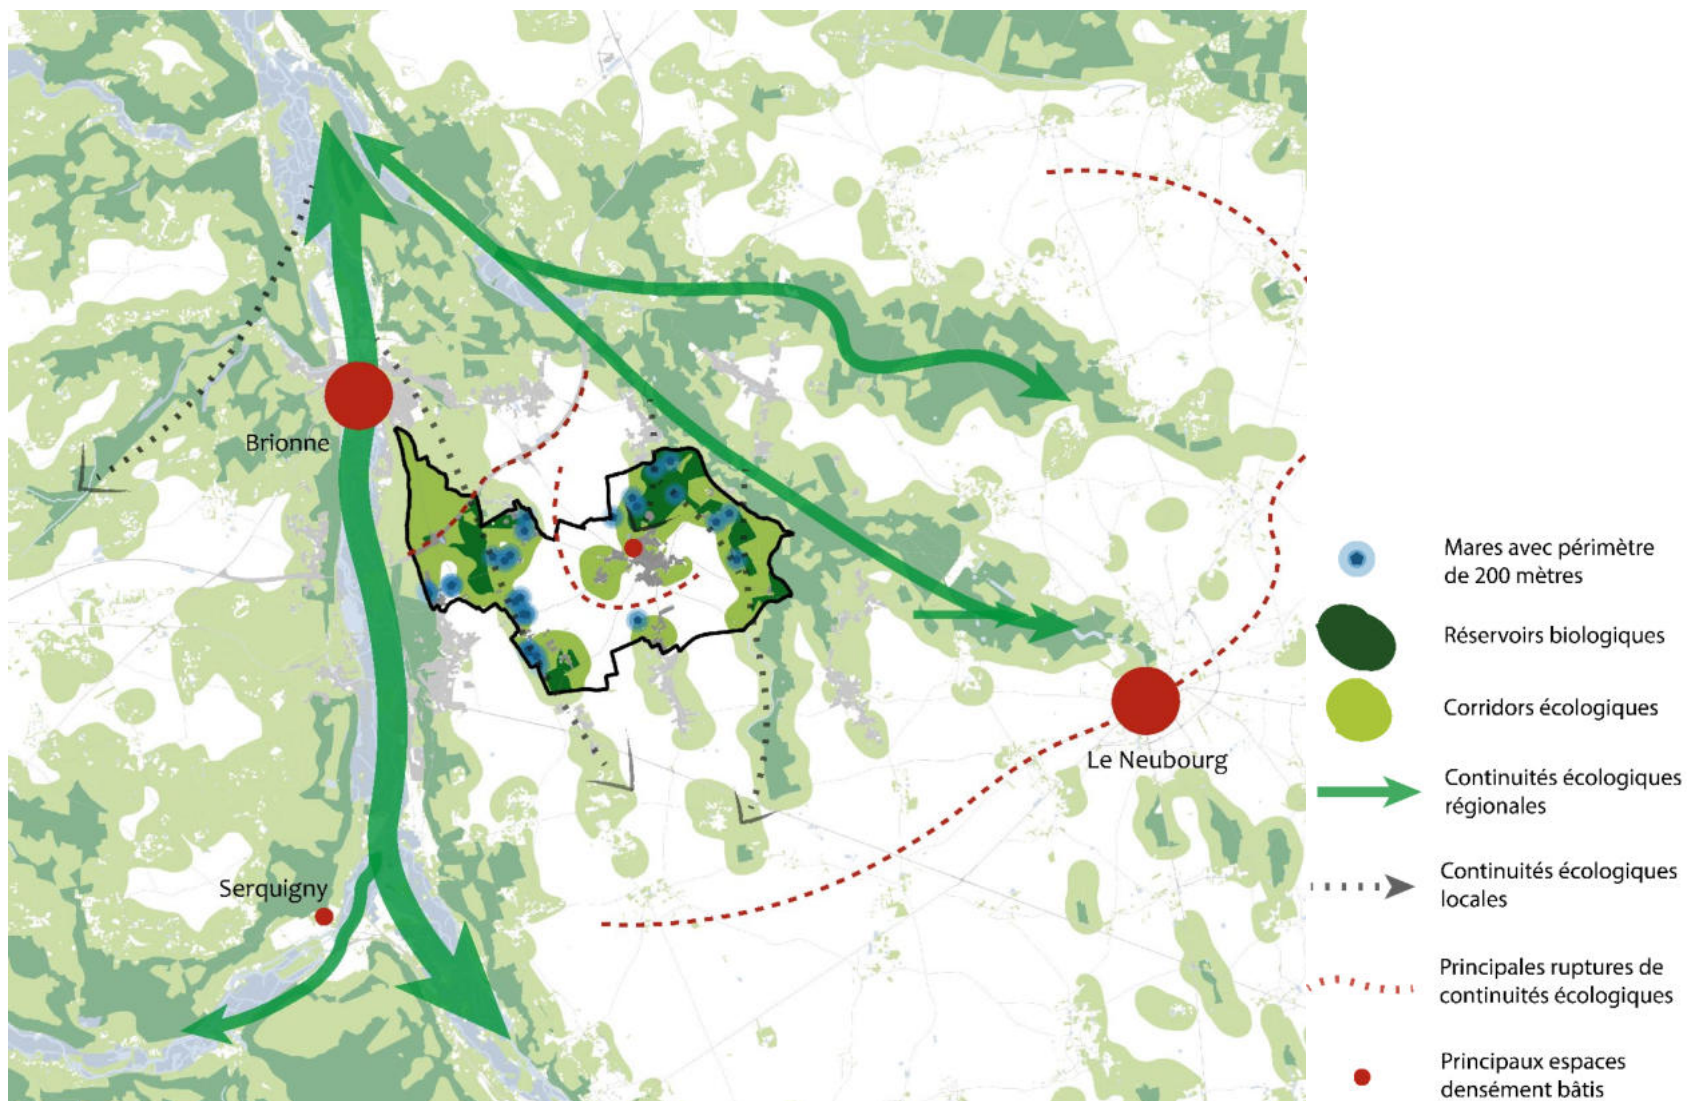 Brionne
Serquigny
Le Neubourg
Mares avec périmètre
de 200 mètres
Réservoirs biologiques
Corridors écologiques
Continuités écologiques
régionales
Continuités écologiques
locales
Principales ruptures de
continuités écologiques
Principaux espaces
densément bâtis